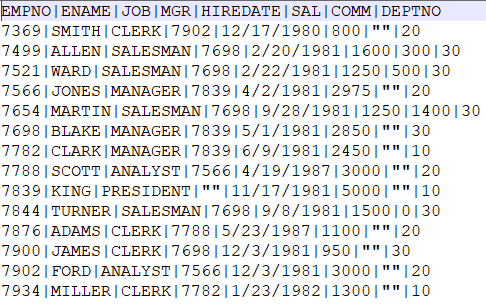 EMPNO|ENAME|JOB|MGR|HIREDATE|SAL|COMM|DEPTNO
7369|SMITH|CLERK|7902|12/17/1980|800|""|20
7499|ALLEN|SALESMAN|7698|2/20/1981|1600|300|30
7521|WARD|SALESMAN|7698|2/22/1981|1250|500|30
7566|JONES|MANAGER|7839|4/2/1981|2975|""|20
7654|MARTIN|SALESMAN|7698|9/28/1981|1250|1400|30
7698|BLAKE|MANAGER|7839|5/1/1981|2850|""|30
7782|CLARK|MANAGER|7839|6/9/1981|2450|""|10
7788|SCOTT|ANALYST|7566|4/19/1987|3000|""|20
7839|KING|PRESIDENT|""|11/17/1981|5000|""|10
7844|TURNER|SALESMAN|7698|9/8/1981|1500|0|30
7876|ADAMS|CLERK|7788|5/23/1987|1100|""|20
7900|JAMES|CLERK|7698|12/3/1981|950|""|30
7902|FORD|ANALYST|7566|12/3/1981|3000|""|20
7934|MILLER|CLERK|7782|1/23/1982|1300|""|10